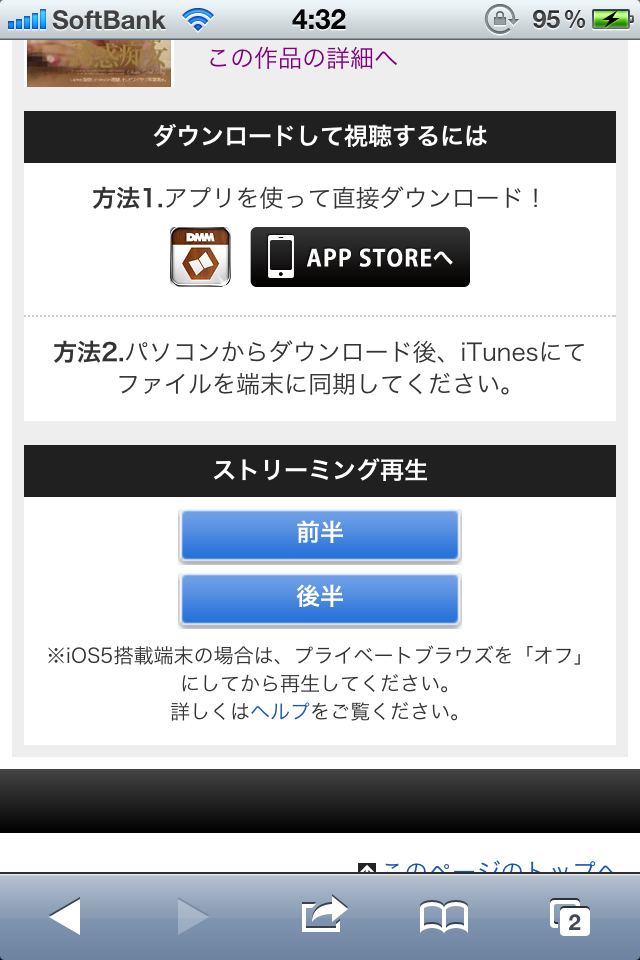 SoftBank 4:32 95%
この作品の詳細へ
ダウンロードして視聴するには
方法1.アプリを使って直接ダウンロード！
DMM
APP STOREへ
方法2.パソコンからダウンロード後、iTunesにて
ファイルを端末に同期してください。
ストリーミング再生
前半
後半
※iOS5搭載端末の場合は、プライベートブラウズを「オフ」
にしてから再生してください。
詳しくはヘルプをご覧ください。
このページのトップへ
2